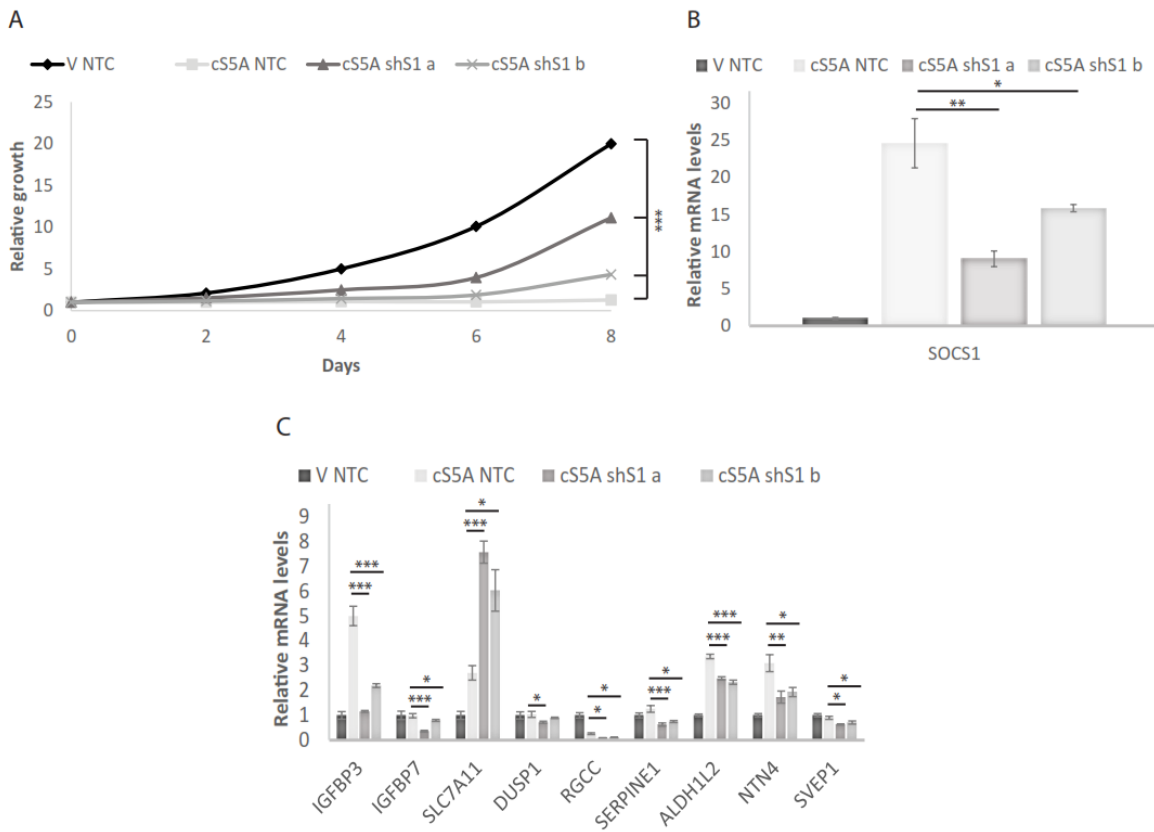 A
V NTC cS5A NTC cS5A shS1 a cS5A shS1 b
25
20
15
10
5
0
Relative growth
0 2 4 6 8
Days
***
B
V NTC cS5A NTC cS5A shS1 a cS5A shS1 b
30
25
20
15
10
5
0
Relative mRNA levels
*
**
SOCS1
C
V NTC cS5A NTC cS5A shS1 a cS5A shS1 b
9
8
7
6
5
4
3
2
1
0
Relative mRNA levels
***
***
*
***
*
***
*
*
*
*
***
***
***
*
**
*
*
IGFBP3
IGFBP7
SLC7A11
DUSP1
RGCC
SERPINE1
ALDH1L2
NTN4
SVEP1